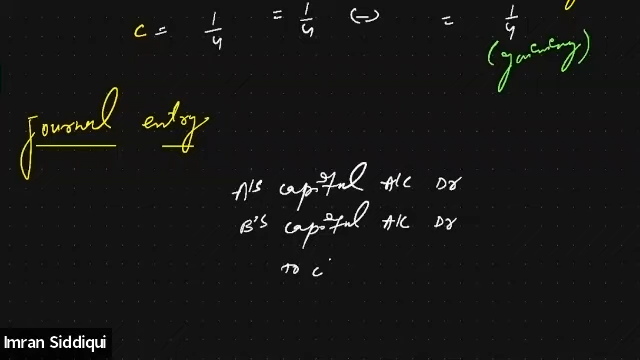 c = 1/4 = 1/4 (-) = 1/4
(gaining)
Journal entry
A's capital A/C Dr
B's capital A/C Dr
to c'
Imran Siddiqui